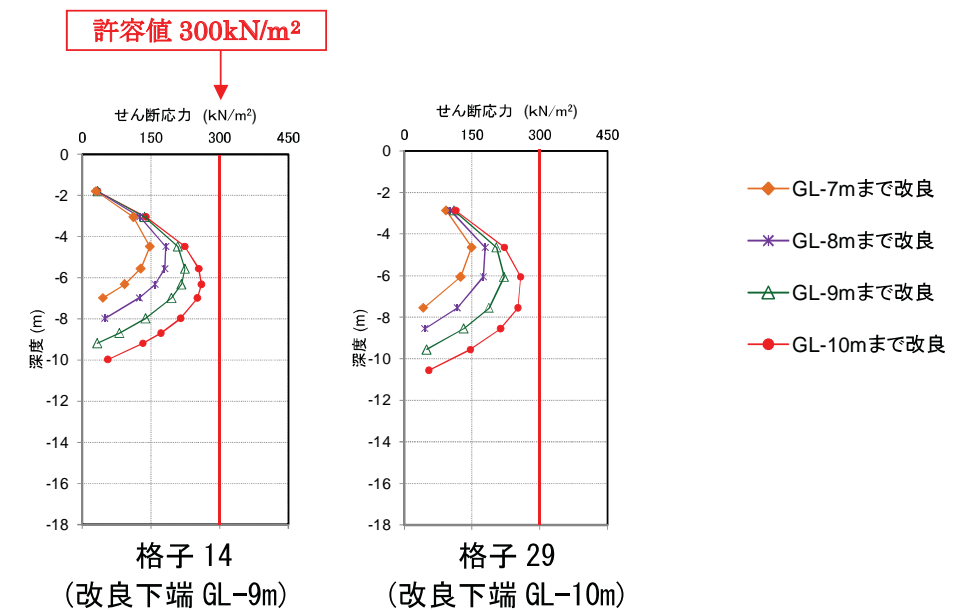 許容値 300kN/m²
せん断応力 (kN/m²)
0 150 300 450
0
-2
-4
-6
-8
-10
-12
-14
-16
-18
深度 (m)
格子 14
(改良下端 GL-9m)
せん断応力 (kN/m²)
0 150 300 450
0
-2
-4
-6
-8
-10
-12
-14
-16
-18
深度 (m)
格子 29
(改良下端 GL-10m)
GL-7mまで改良
GL-8mまで改良
GL-9mまで改良
GL-10mまで改良